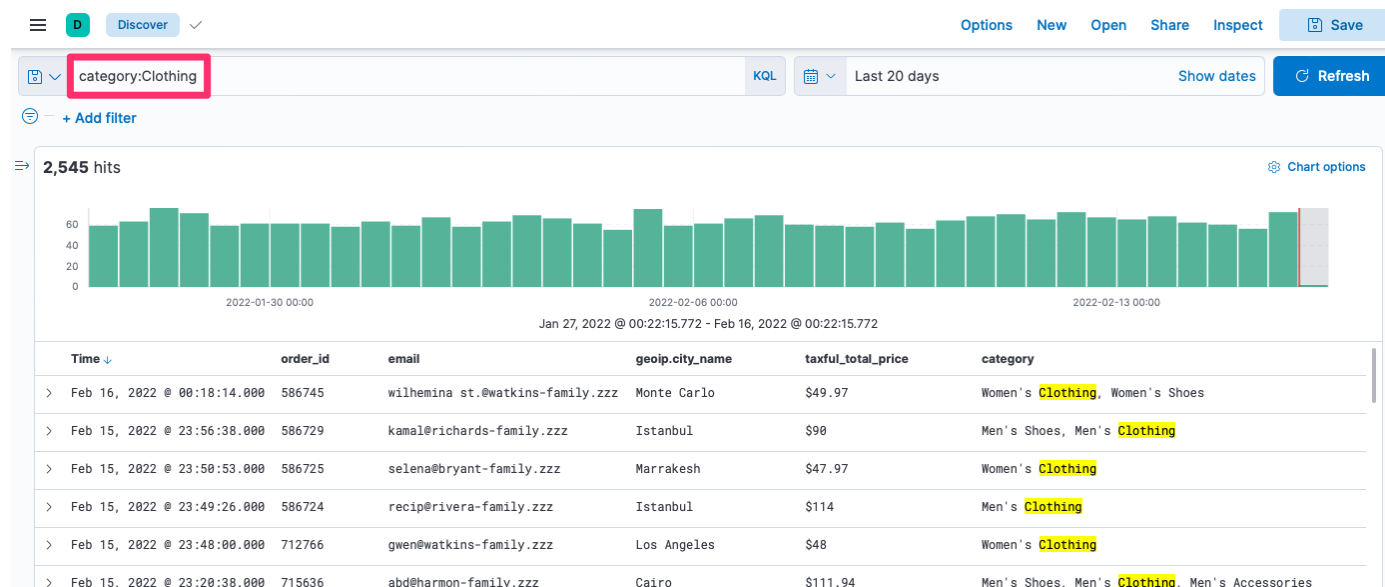 D Discover Options New Open Share Inspect Save
category:Clothing KQL Last 20 days Show dates Refresh
+ Add filter
2,545 hits Chart options
60
40
20
0
2022-01-30 00:00 2022-02-06 00:00 2022-02-13 00:00
Jan 27, 2022 @ 00:22:15.772 - Feb 16, 2022 @ 00:22:15.772
Time order_id email geoip.city_name taxful_total_price category
Feb 16, 2022 @ 00:18:14.000 586745 wilhemina st.@watkins-family.zzz Monte Carlo $49.97 Women's Clothing, Women's Shoes
Feb 15, 2022 @ 23:56:38.000 586729 kamal@richards-family.zzz Istanbul $90 Men's Shoes, Men's Clothing
Feb 15, 2022 @ 23:50:53.000 586725 selena@bryant-family.zzz Marrakesh $47.97 Women's Clothing
Feb 15, 2022 @ 23:49:26.000 586724 recip@rivera-family.zzz Istanbul $114 Men's Clothing
Feb 15, 2022 @ 23:48:00.000 712766 gwen@watkins-family.zzz Los Angeles $48 Women's Clothing
Feb 15, 2022 @ 23:20:38.000 715636 abd@harmon-family.zzz Cairo $111.94 Men's Shoes, Men's Clothing, Men's Accessories